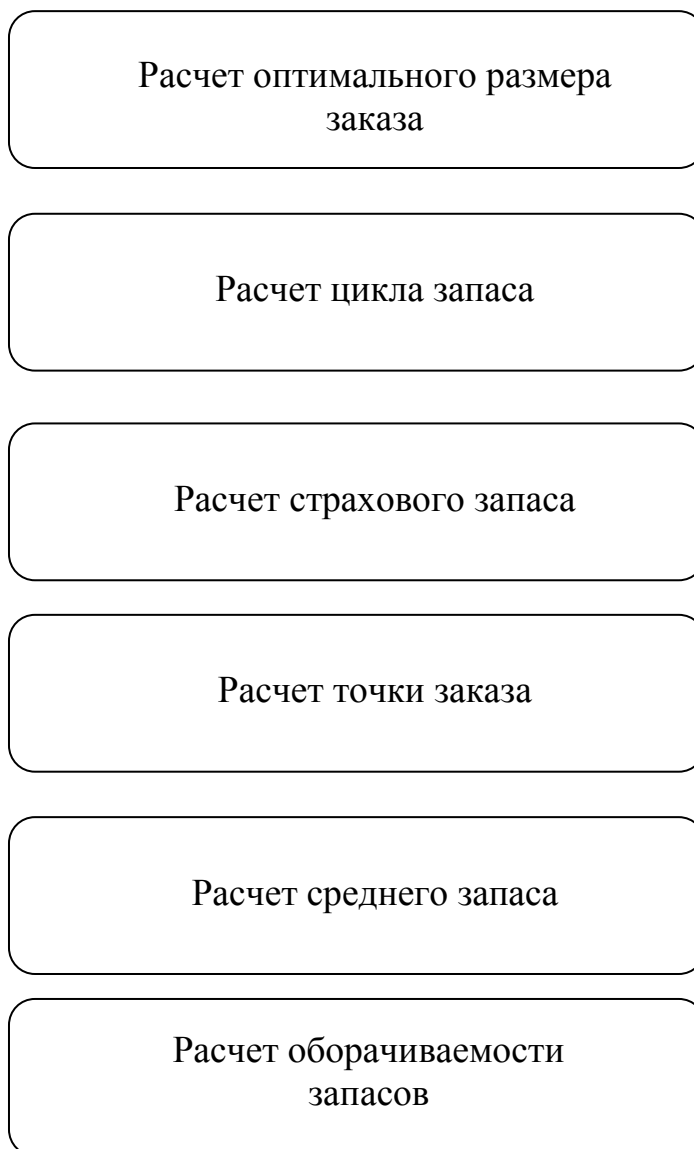 Расчет оптимального размера
заказа
Расчет цикла запаса
Расчет страхового запаса
Расчет точки заказа
Расчет среднего запаса
Расчет оборачиваемости
запасов